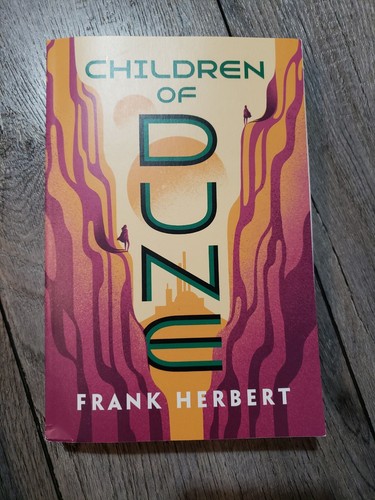 CHILDREN
OF
DUNE
FRANK HERBERT